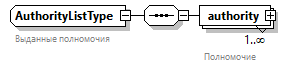 AuthorityListType
authority
Выданные полномочия
1..∞
Полномочие